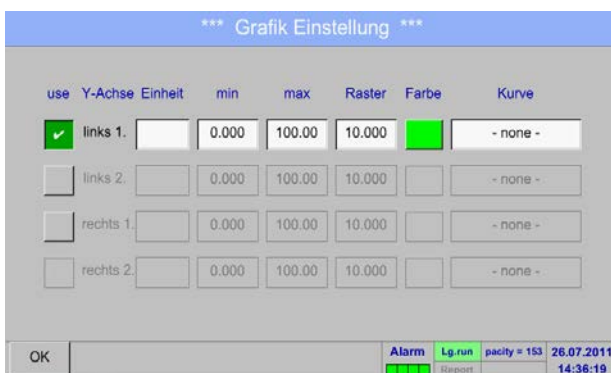 *** Grafik Einstellung ***
use Y-Achse Einheit min max Raster Farbe Kurve
links 1. 0.000 100.00 10.000 - none -
links 2. 0.000 100.00 10.000 - none -
rechts 1. 0.000 100.00 10.000 - none -
rechts 2. 0.000 100.00 10.000 - none -
OK Alarm Lg.run pacity = 153 26.07.2011
Report 14:36:19